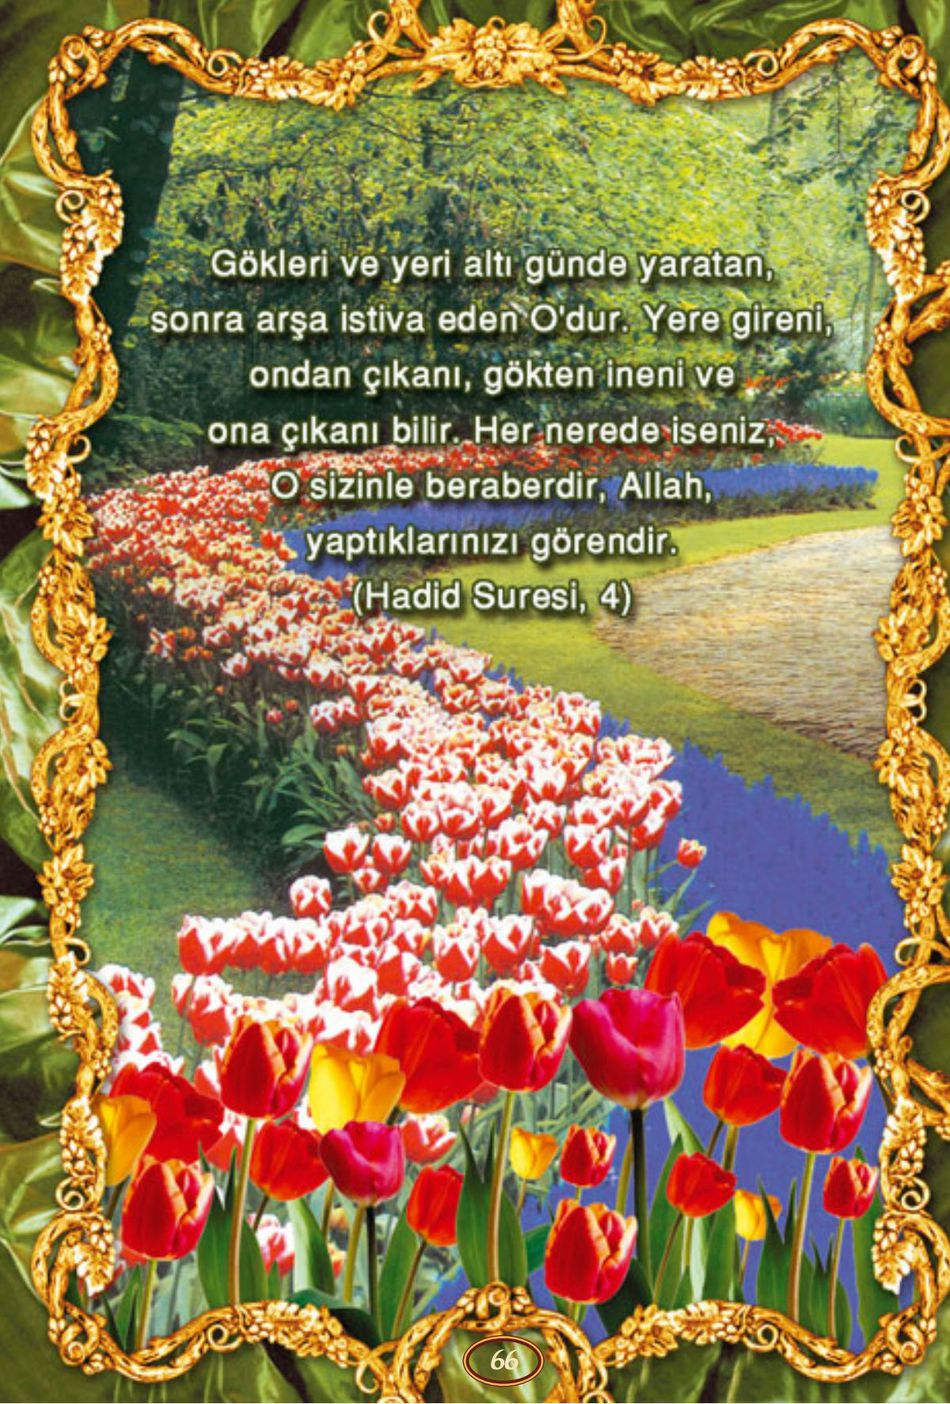 Gökleri ve yeri altı günde yaratan,
sonra arşa istiva eden O'dur. Yere gireni,
ondan çıkanı, gökten ineni ve
ona çıkanı bilir. Her nerede iseniz,
O sizinle beraberdir, Allah,
yaptıklarınızı görendir.
(Hadid Suresi, 4)
66